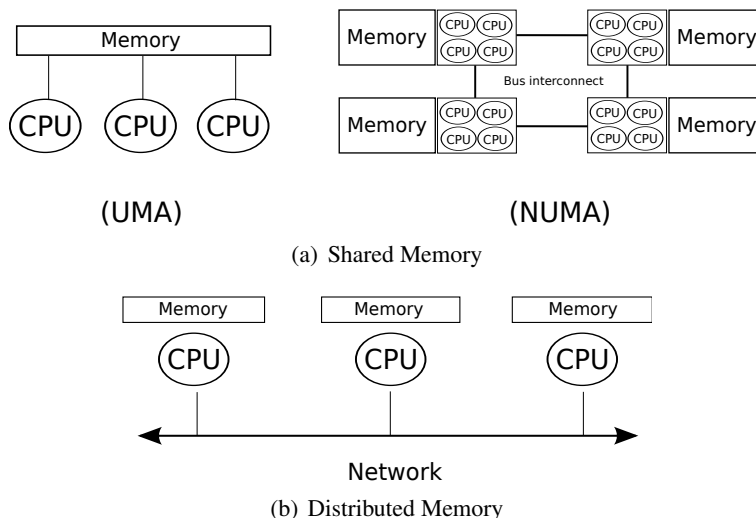 Memory
CPU CPU CPU
(UMA)
Memory CPU CPU CPU CPU CPU CPU CPU CPU Memory
Bus interconnect
Memory CPU CPU CPU CPU CPU CPU CPU CPU Memory
(NUMA)
(a) Shared Memory
Memory Memory Memory
CPU CPU CPU
Network
(b) Distributed Memory